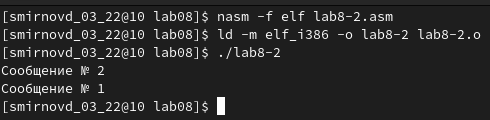 [smirnovd_03_22@10 lab08]$ nasm -f elf lab8-2.asm
[smirnovd_03_22@10 lab08]$ ld -m elf_i386 -o lab8-2 lab8-2.o
[smirnovd_03_22@10 lab08]$ ./lab8-2
Сообщение № 2
Сообщение № 1
[smirnovd_03_22@10 lab08]$